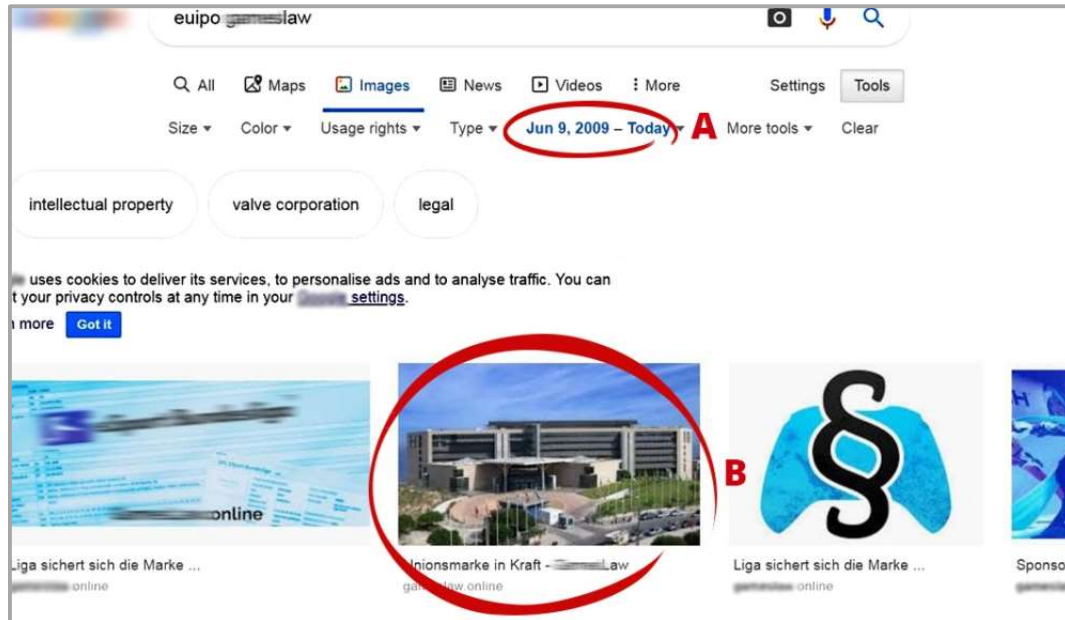 euipo law
All Maps Images News Videos More Settings Tools
Size Color Usage rights Type Jun 9, 2009 – Today A More tools Clear
intellectual property valve corporation legal
uses cookies to deliver its services, to personalise ads and to analyse traffic. You can
t your privacy controls at any time in your settings.
more Got it
online
B
Liga sichert sich die Marke ...
online
nionsmarke in Kraft - Law
law.online
Liga sichert sich die Marke ...
online
Sponso